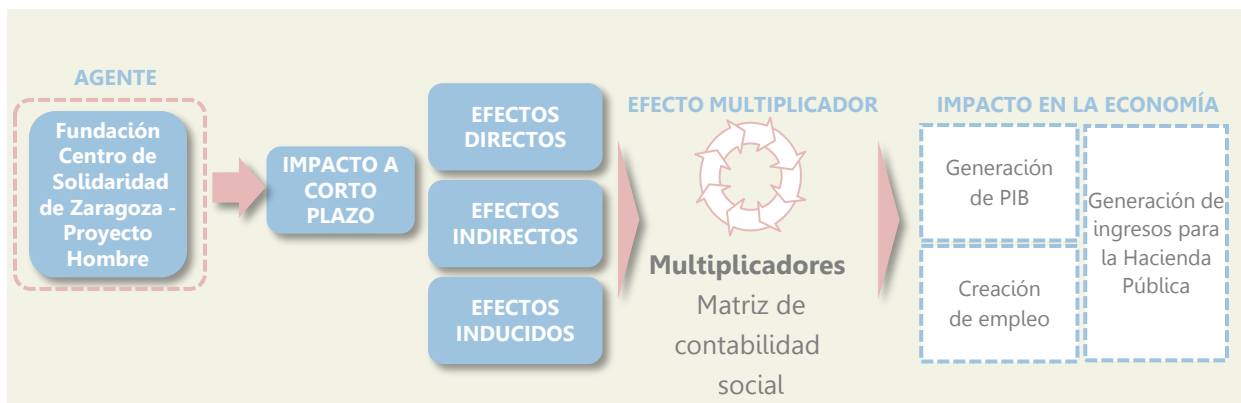 AGENTE
Fundación
Centro de
Solidaridad
de Zaragoza -
Proyecto
Hombre
IMPACTO A
CORTO
PLAZO
EFECTOS
DIRECTOS
EFECTOS
INDIRECTOS
EFECTOS
INDUCIDOS
EFECTO MULTIPLICADOR
Multiplicadores
Matriz de
contabilidad
social
IMPACTO EN LA ECONOMÍA
Generación
de PIB
Creación
de empleo
Generación de
ingresos para
la Hacienda
Pública